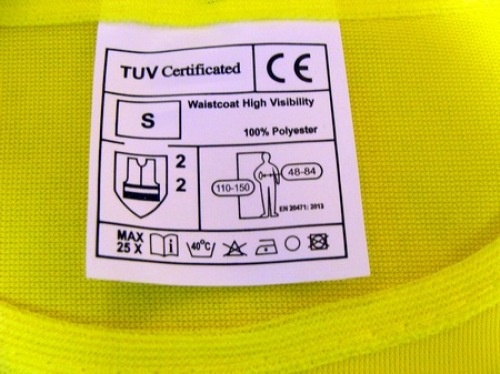 TUV Certificated
CE
S
Waistcoat High Visibility
100% Polyester
2
2
110-150
48-84
EN 20471: 2013
MAX
25 X
i
40°C